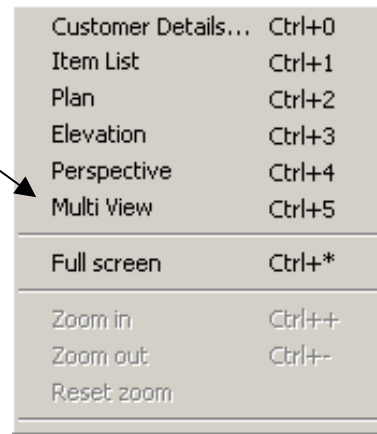 Customer Details... Ctrl+0
Item List Ctrl+1
Plan Ctrl+2
Elevation Ctrl+3
Perspective Ctrl+4
Multi View Ctrl+5
Full screen Ctrl+*
Zoom in Ctrl++
Zoom out Ctrl+-
Reset zoom